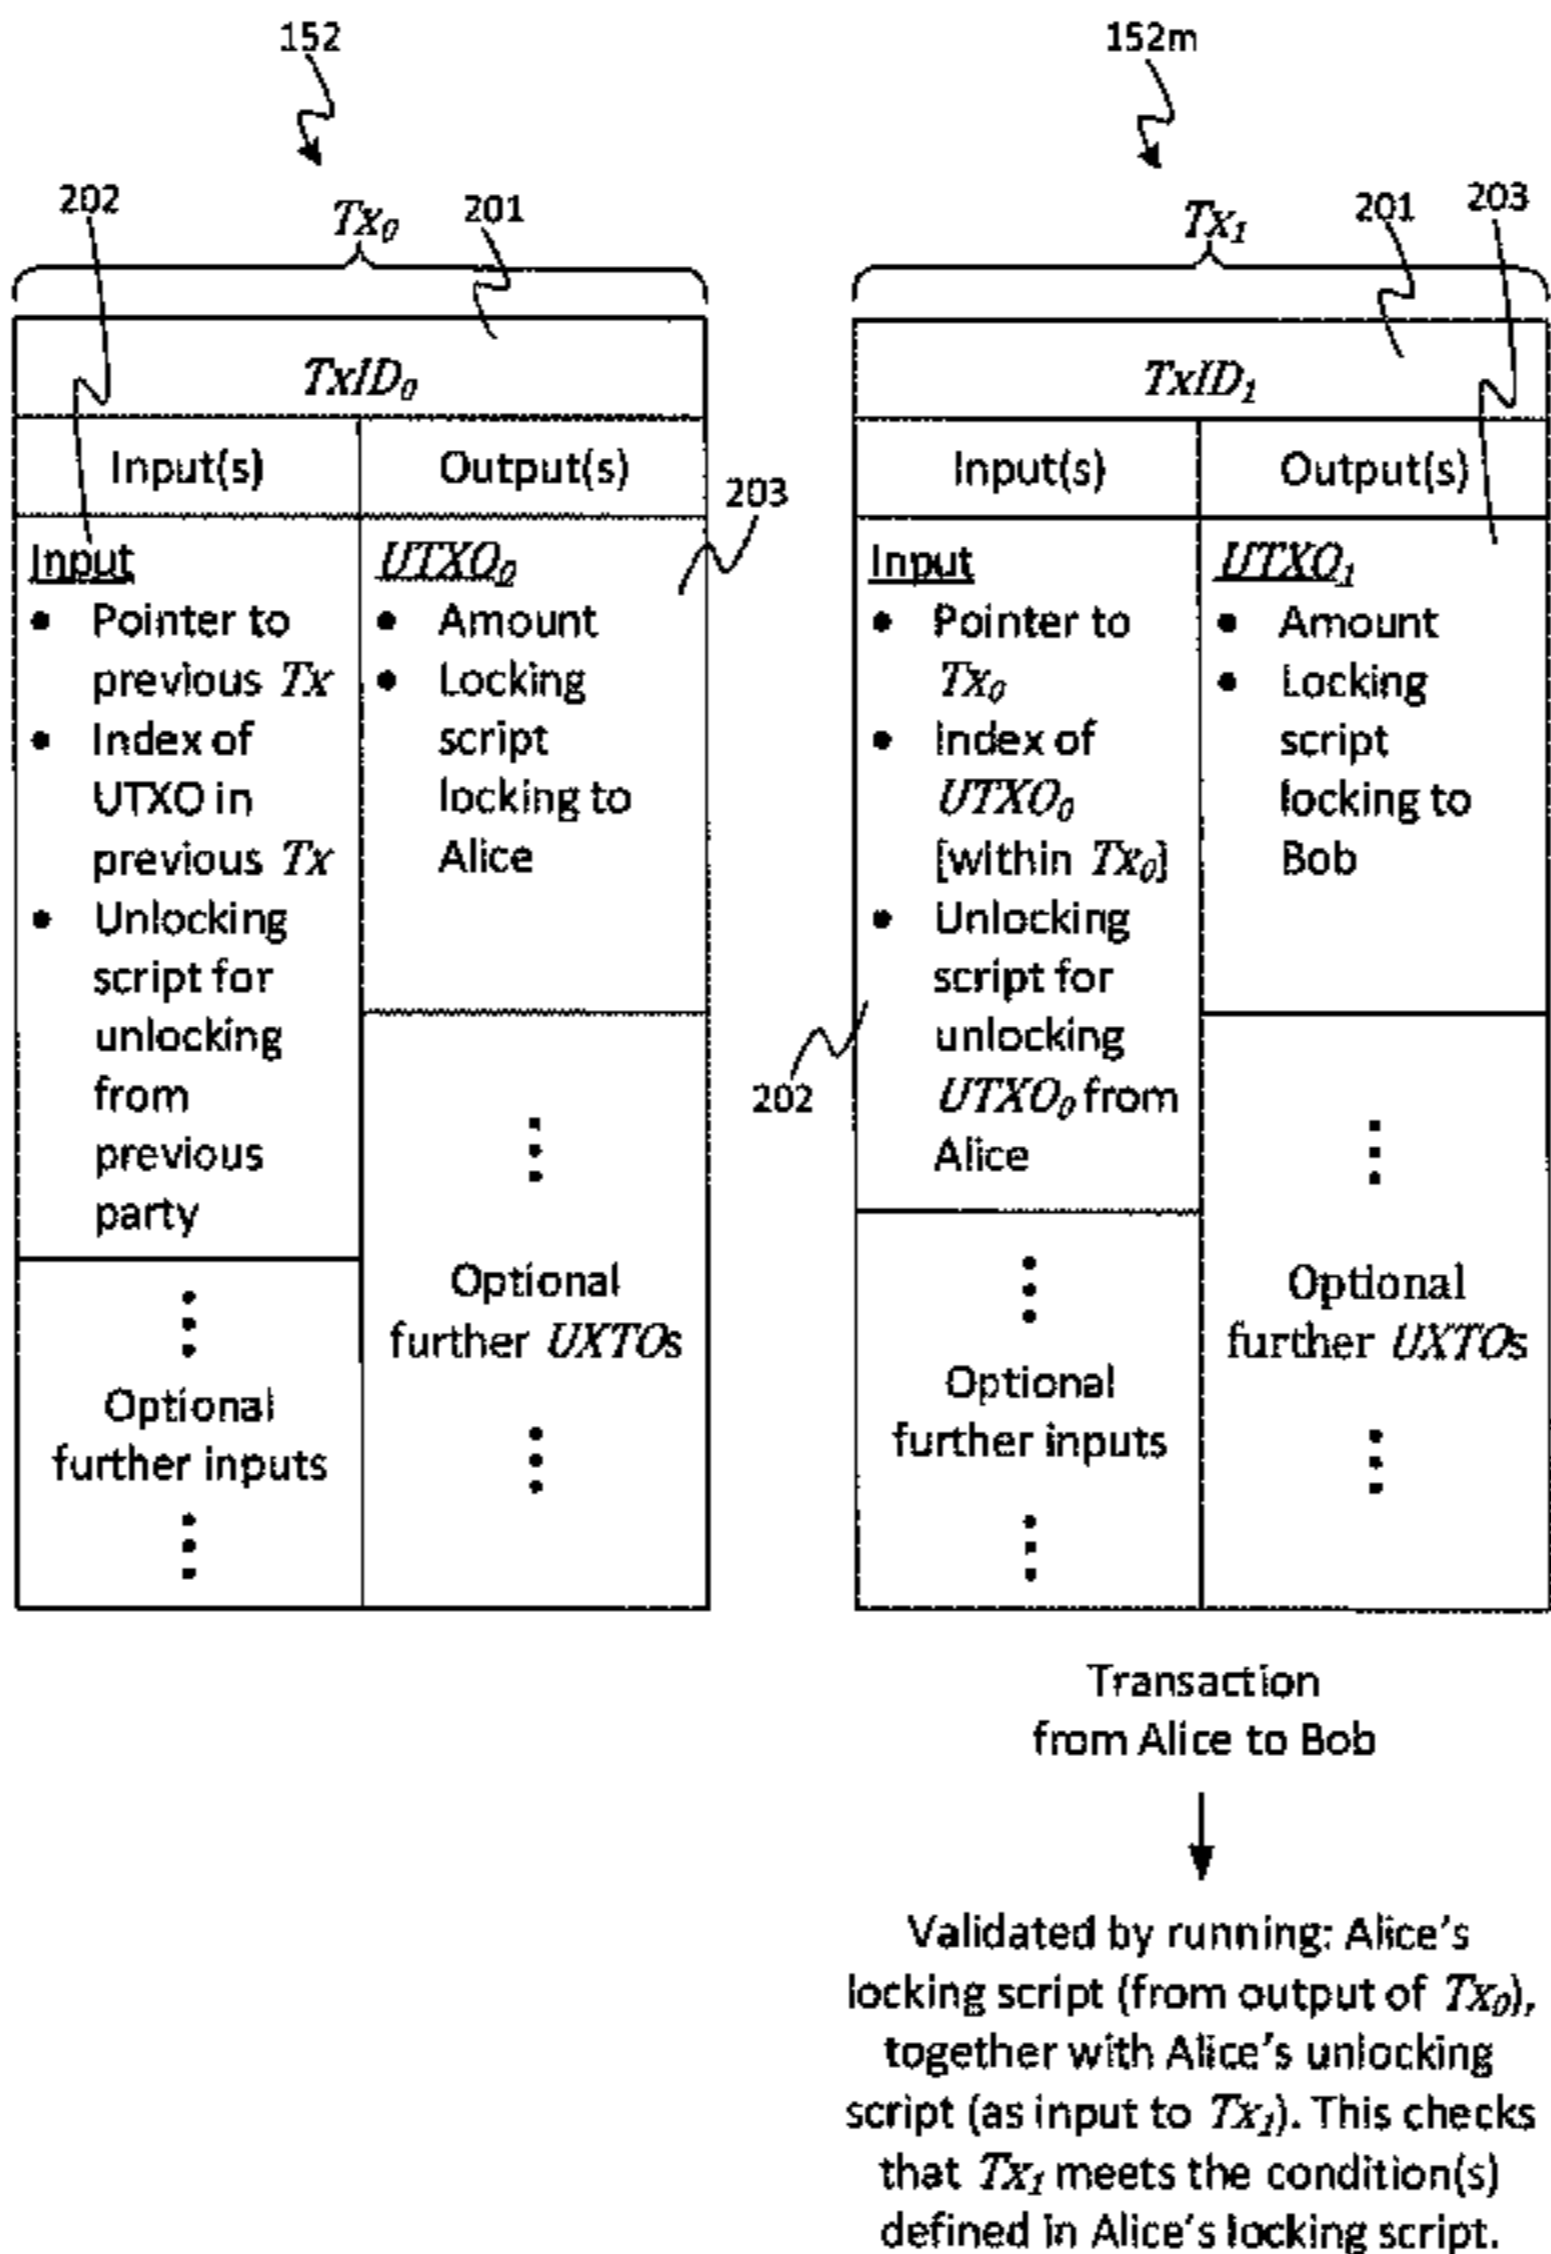 152
152m
202
Tx₀
201
Tx₁
201
203
TxID₀
Input(s)
Output(s)
203
Input
• Pointer to
previous Tx
• Index of
UTXO in
previous Tx
• Unlocking
script for
unlocking
from
previous
party
Optional
further inputs
UTXO₀
• Amount
• Locking
script
locking to
Alice
Optional
further UXTOs
TxID₁
Input(s)
Output(s)
202
Input
• Pointer to
Tx₀
• Index of
UTXO₀
[within Tx₀]
• Unlocking
script for
unlocking
UTXO₀ from
Alice
Optional
further inputs
UTXO₁
• Amount
• Locking
script
locking to
Bob
Optional
further UXTOs
Transaction
from Alice to Bob
Validated by running: Alice's
locking script (from output of Tx₀),
together with Alice's unlocking
script (as input to Tx₁). This checks
that Tx₁ meets the condition(s)
defined in Alice's locking script.